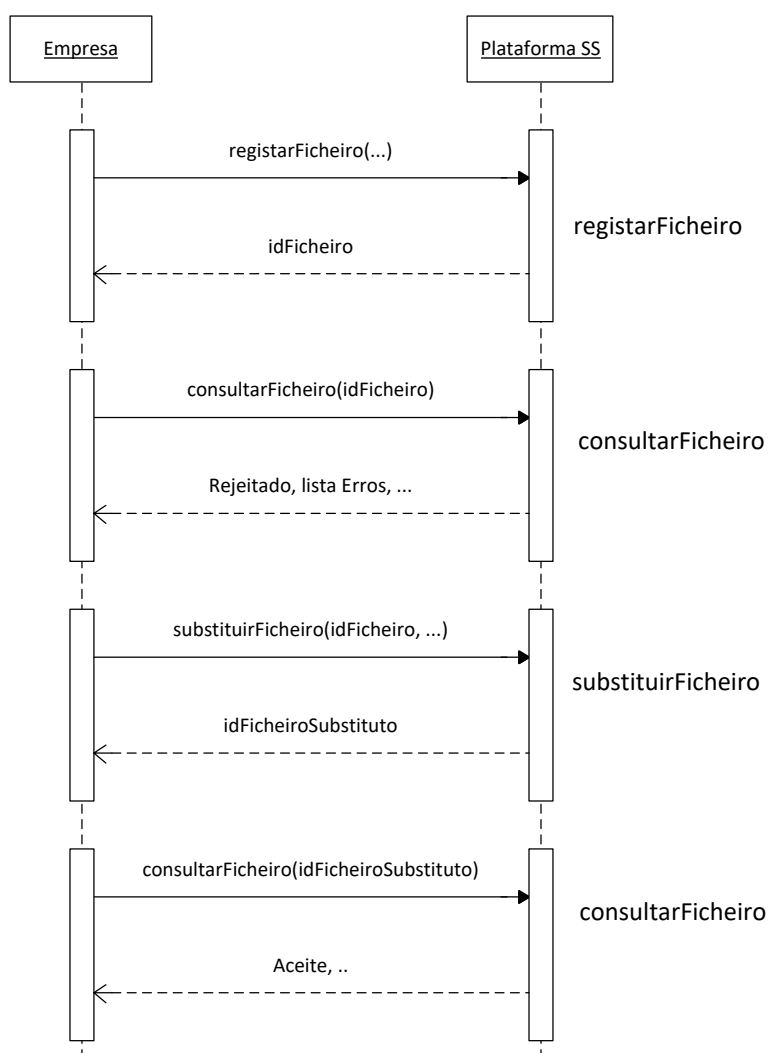 Empresa
Plataforma SS
registarFicheiro(...)
registarFicheiro
idFicheiro
consultarFicheiro(idFicheiro)
consultarFicheiro
Rejeitado, lista Erros, ...
substituirFicheiro(idFicheiro, ...)
substituirFicheiro
idFicheiroSubstituto
consultarFicheiro(idFicheiroSubstituto)
consultarFicheiro
Aceite, ..